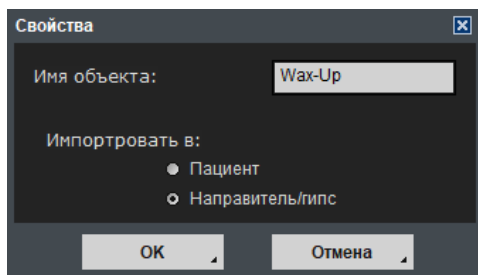 Свойства
Имя объекта: Wax-Up
Импортровать в:
Пациент
Направитель/гипс
OK Отмена